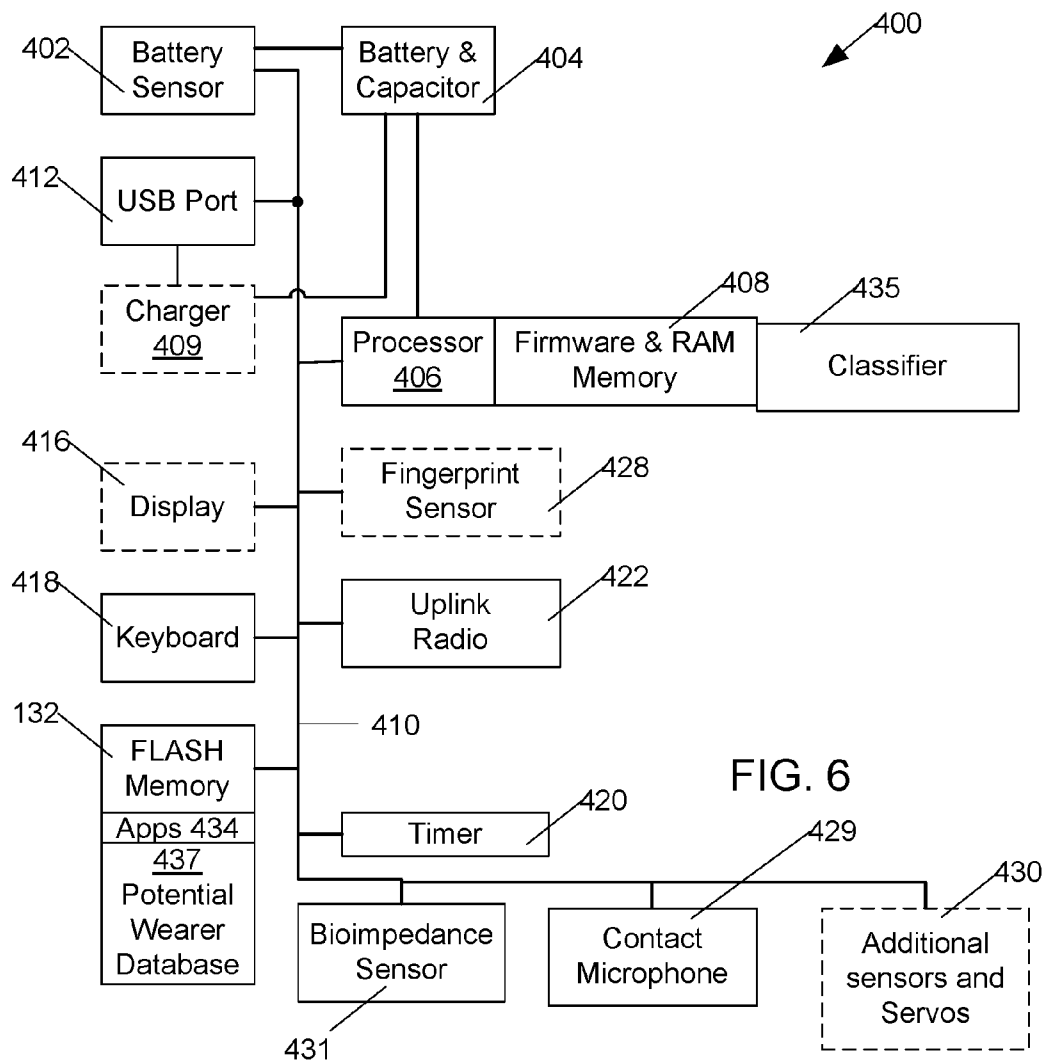 400
402
Battery
Sensor
Battery &
Capacitor
404
412
USB Port
Charger
409
408
435
Processor
406
Firmware & RAM
Memory
Classifier
416
Display
Fingerprint
Sensor
428
418
Keyboard
Uplink
Radio
422
132
FLASH
Memory
410
FIG. 6
Apps 434
437
Potential
Wearer
Database
Timer
420
429
430
Bioimpedance
Sensor
431
Contact
Microphone
Additional
sensors and
Servos